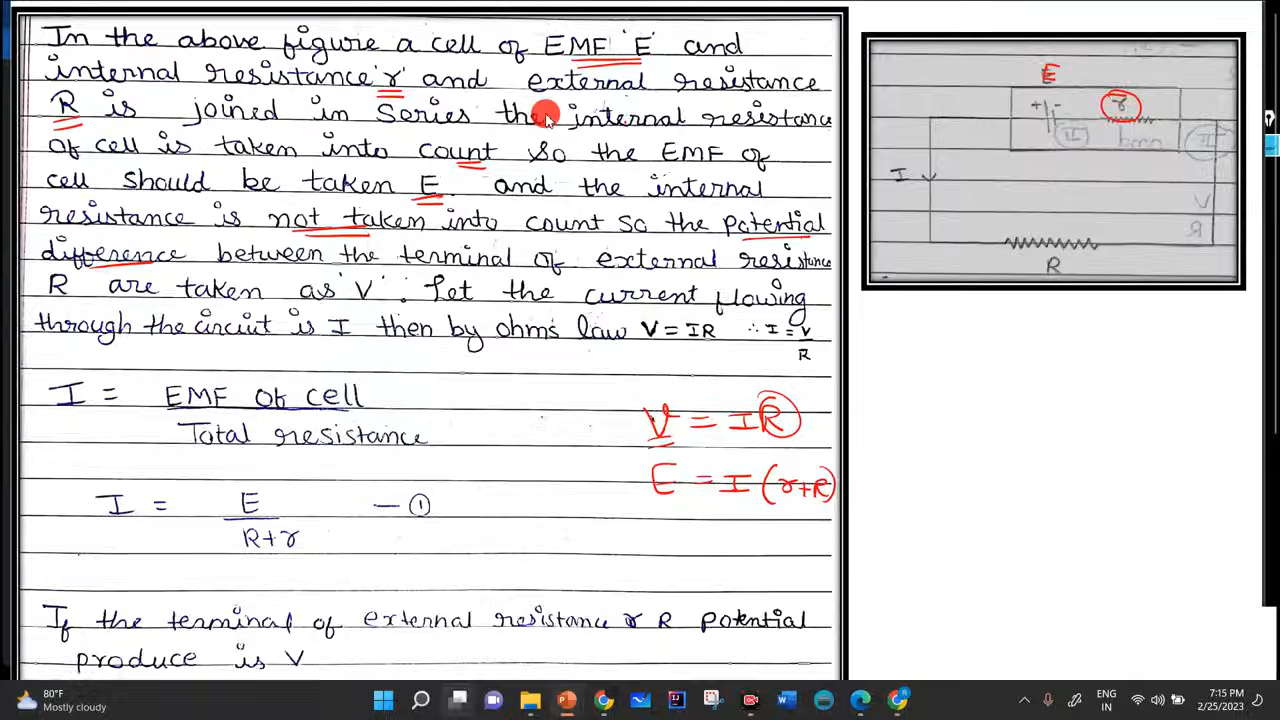 In the above figure a cell of EMF 'E' and
internal resistance 'r' and external resistance
R is joined in Series the internal resistance
of cell is taken into count so the EMF of
cell should be taken E. and the internal
resistance is not taken into count so the potential
difference between the terminal of external resistance
R are taken as 'V'. Let the current flowing
through the circuit is I then by ohms law V = IR ∴ I = V/R
I = EMF of cell
Total resistance
V = IR
E = I(r+R)
I = E/R+r — ①
If the terminal of external resistance r R potential
produce is V
E
+ - r
I
R
80°F
Mostly cloudy
ENG
IN
7:15 PM
2/25/2023